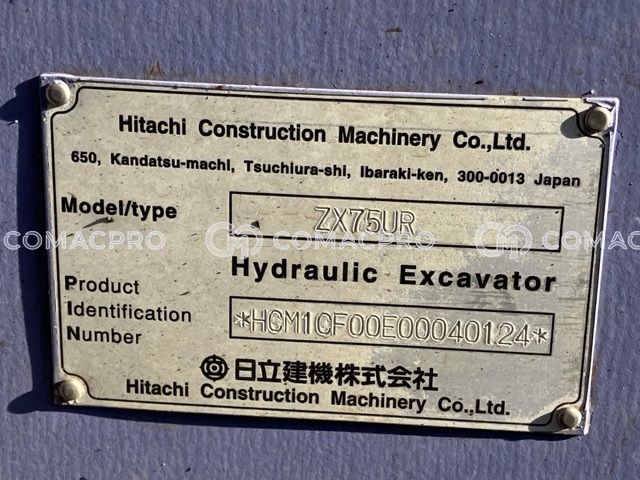 Hitachi Construction Machinery Co.,Ltd.
650, Kandatsu-machi, Tsuchiura-shi, Ibaraki-ken, 300-0013 Japan
Model/type ZX75UR
COMACPRO COMACPRO COMACPRO
Hydraulic Excavator
Product
Identification
Number
*HCM1CF00E00040124*
日立建機株式会社
Hitachi Construction Machinery Co.,Ltd.